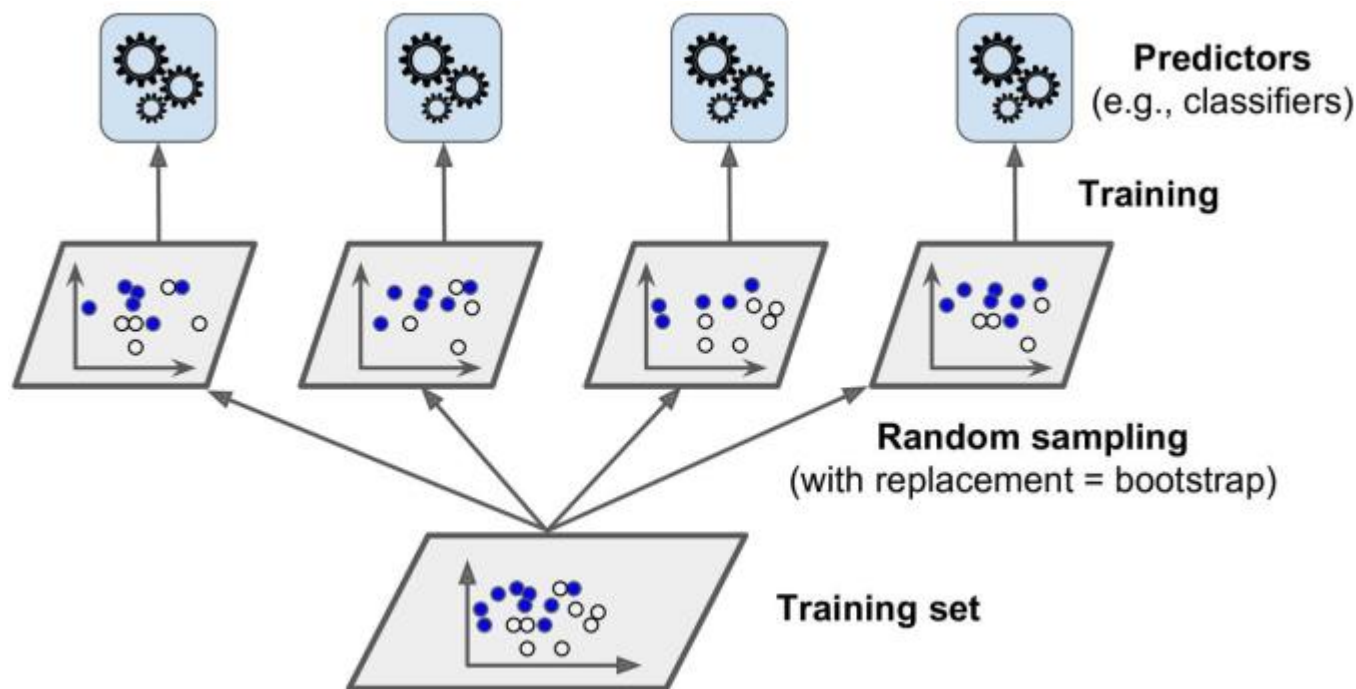 Predictors
(e.g., classifiers)
Training
Random sampling
(with replacement = bootstrap)
Training set